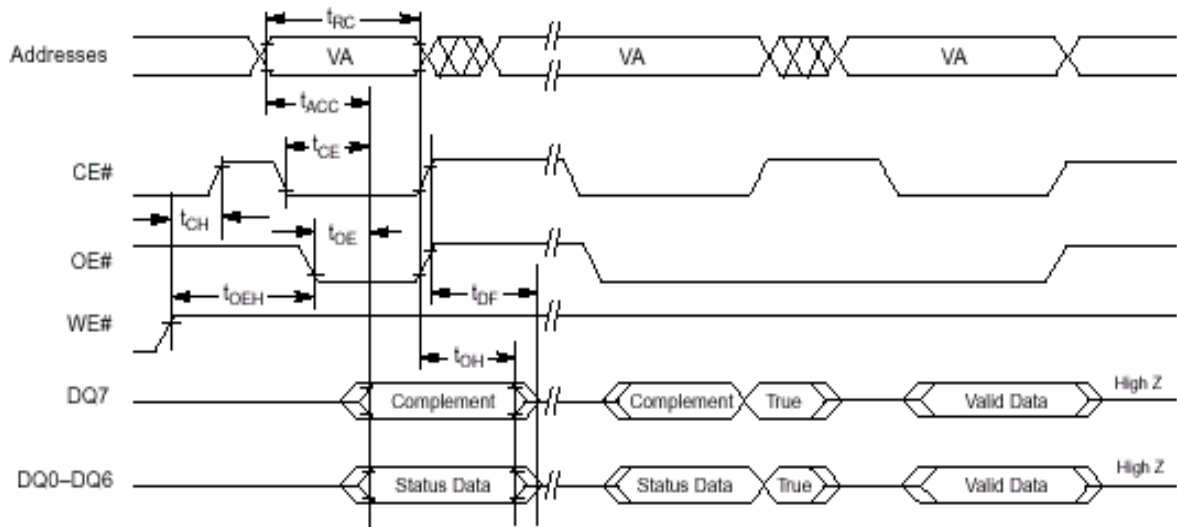 tRC
Addresses VA VA VA
tACC
tCE
CE#
tCH
tOE
OE#
tOEH
tDF
WE#
tOH
High Z
DQ7 Complement Complement True Valid Data
High Z
DQ0–DQ6 Status Data Status Data True Valid Data